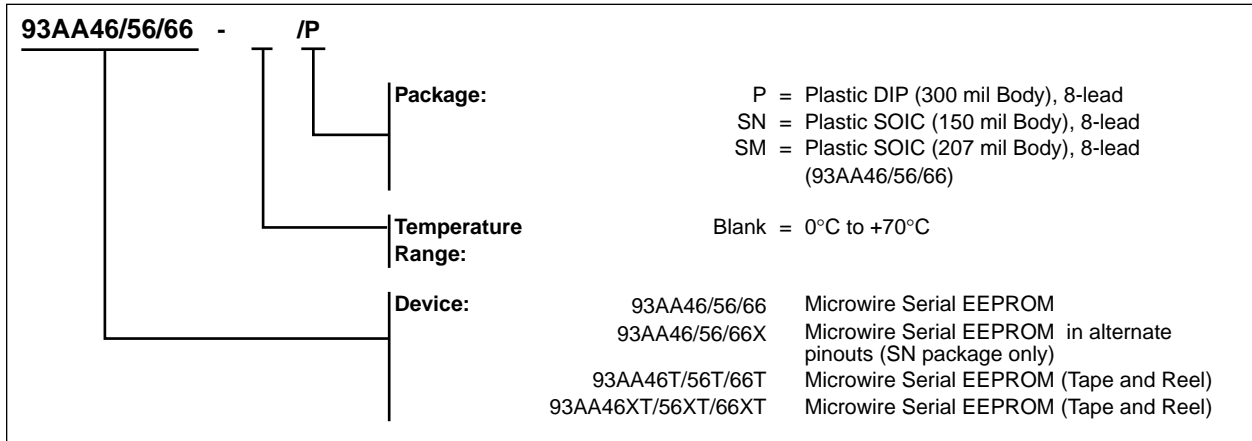 93AA46/56/66 - /P
Package: P = Plastic DIP (300 mil Body), 8-lead
SN = Plastic SOIC (150 mil Body), 8-lead
SM = Plastic SOIC (207 mil Body), 8-lead
(93AA46/56/66)
Temperature Blank = 0°C to +70°C
Range:
Device: 93AA46/56/66 Microwire Serial EEPROM
93AA46/56/66X Microwire Serial EEPROM in alternate
pinouts (SN package only)
93AA46T/56T/66T Microwire Serial EEPROM (Tape and Reel)
93AA46XT/56XT/66XT Microwire Serial EEPROM (Tape and Reel)